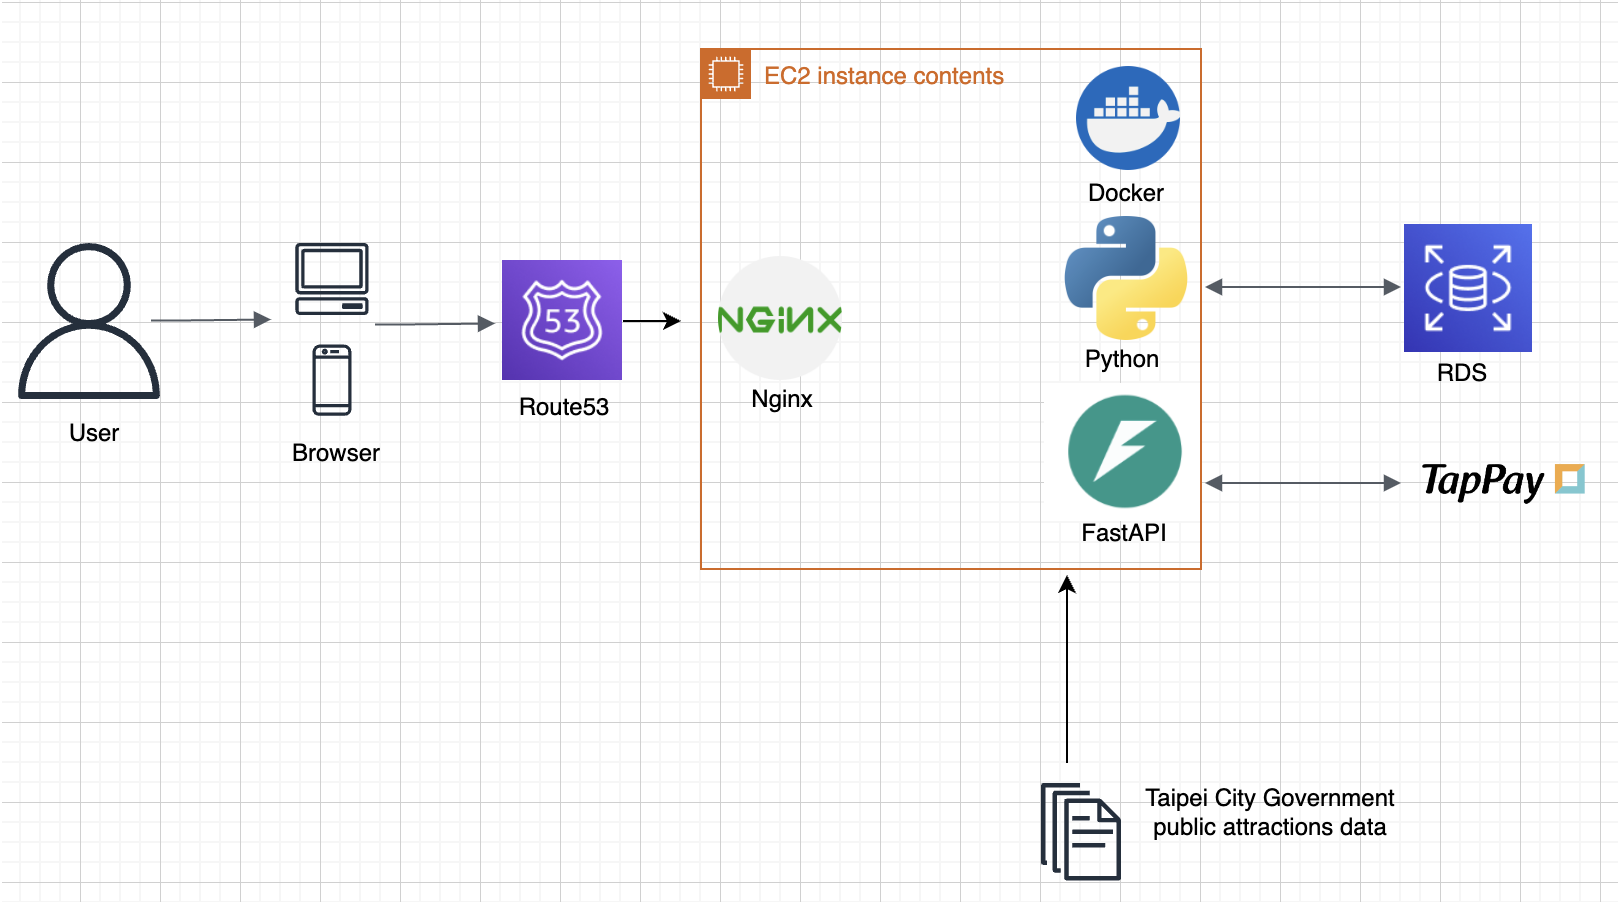 EC2 instance contents
Docker
Python
RDS
NGiNX
Nginx
53
Route53
User
Browser
FastAPI
TapPay
Taipei City Government
public attractions data